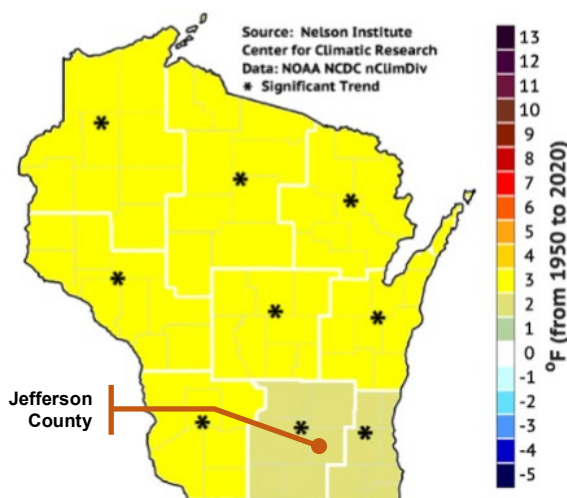 Source: Nelson Institute
Center for Climatic Research
Data: NOAA NCDC nClimDiv
* Significant Trend
Jefferson
County
13
12
11
10
9
8
7
6
5
4
3
2
1
0
-1
-2
-3
-4
-5
°F (from 1950 to 2020)